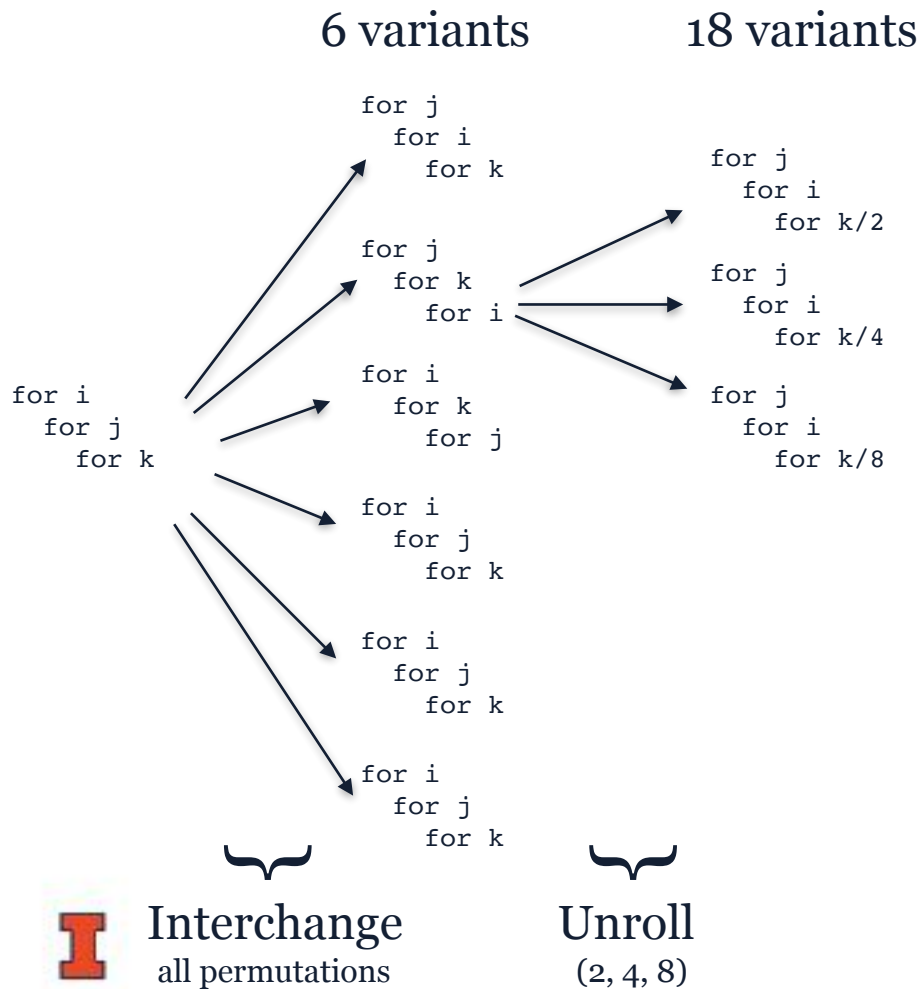 6 variants
18 variants
for j
for i
for k
for j
for k
for i
for i
for k
for j
for i
for j
for k
for i
for j
for k
for i
for j
for k
for i
for j
for k
for j
for i
for k/2
for j
for i
for k/4
for j
for i
for k/8
Interchange
all permutations
Unroll
(2, 4, 8)